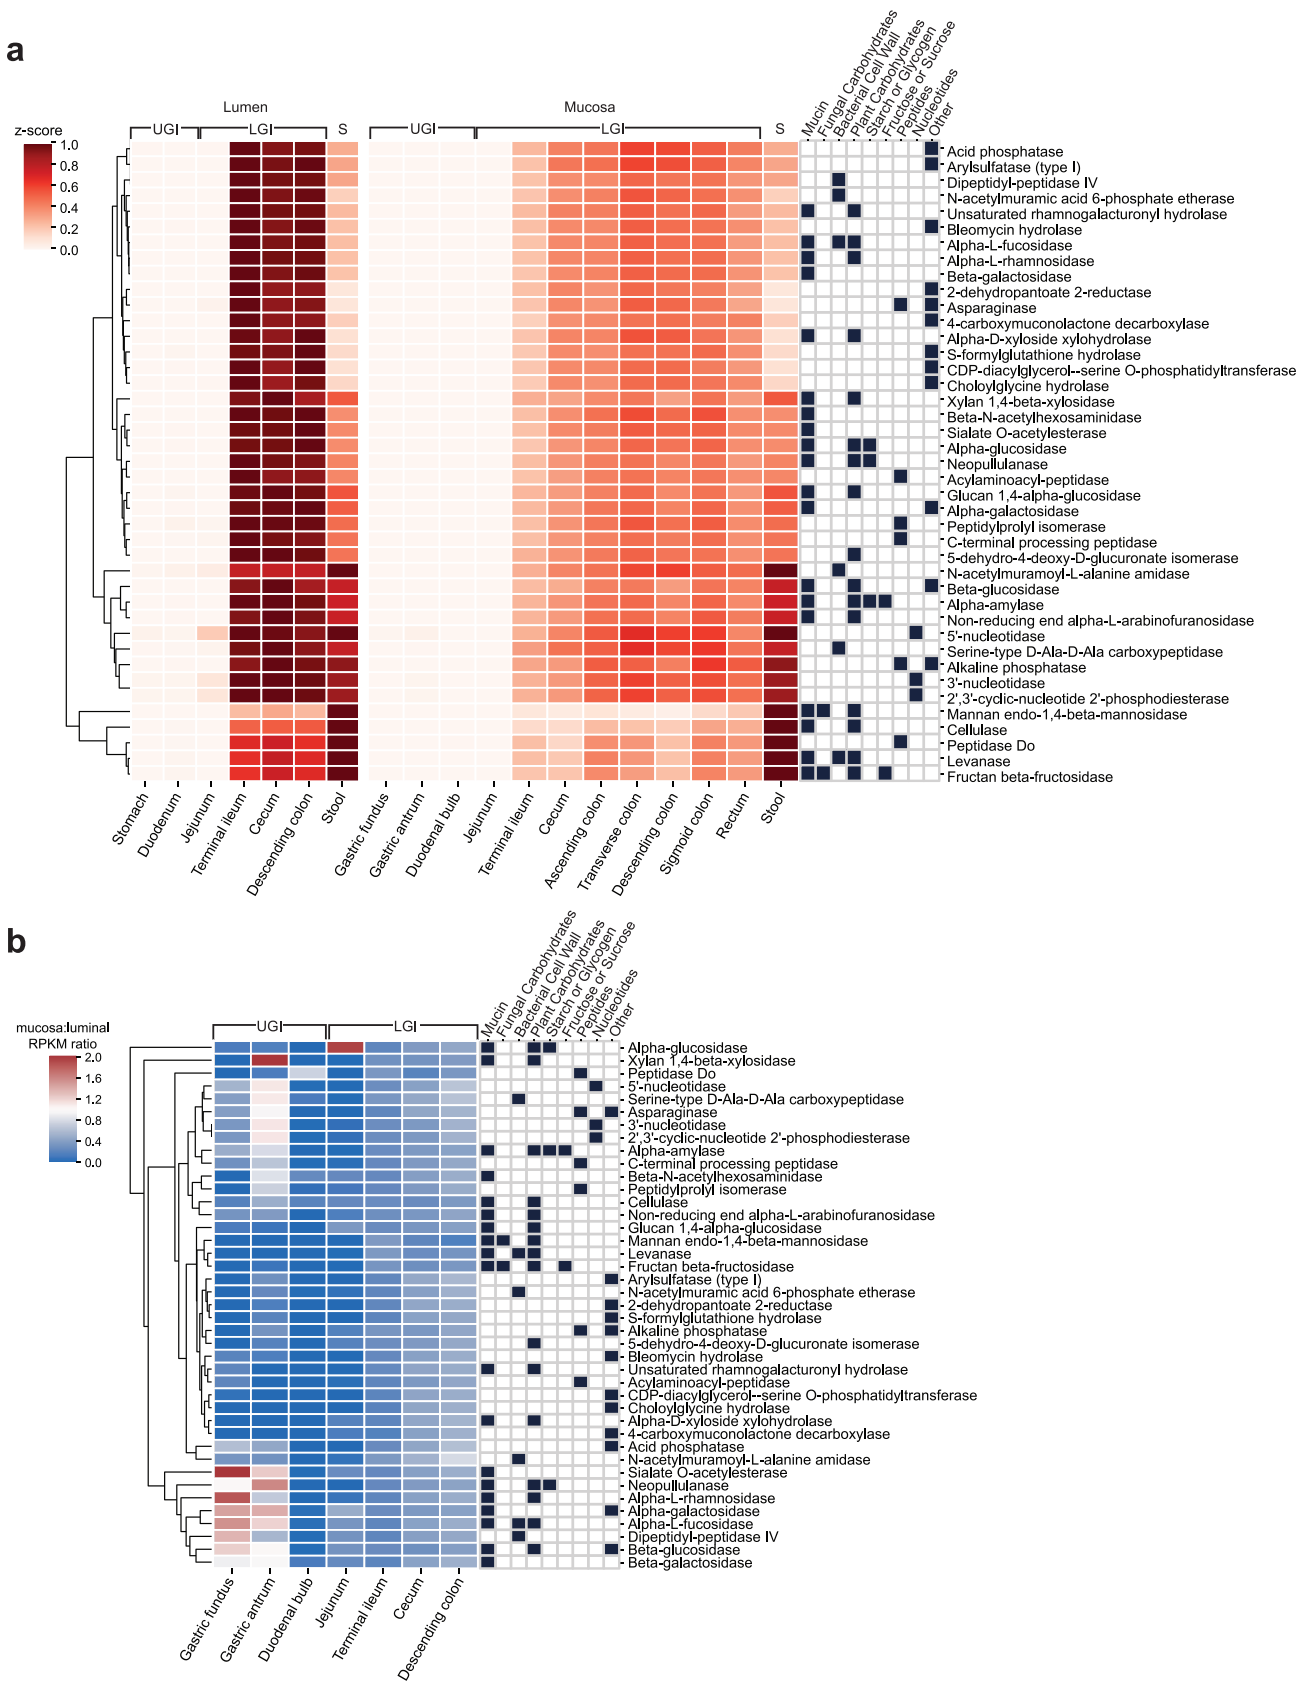 a
Mucin
Fungal Carbohydrates
Bacterial Cell Wall
Plant Carbohydrates
Starch or Glycogen
Fructose or Sucrose
Peptides
Nucleotides
Other
Lumen
Mucosa
UGI
LGI
S
UGI
LGI
S
z-score
1.0
0.8
0.6
0.4
0.2
0.0
Acid phosphatase
Arylsulfatase (type I)
Dipeptidyl-peptidase IV
N-acetylmuramic acid 6-phosphate etherase
Unsaturated rhamnogalacturonyl hydrolase
Bleomycin hydrolase
Alpha-L-fucosidase
Alpha-L-rhamnosidase
Beta-galactosidase
2-dehydropantoate 2-reductase
Asparaginase
4-carboxymuconolactone decarboxylase
Alpha-D-xyloside xylohydrolase
S-formylglutathione hydrolase
CDP-diacylglycerol--serine O-phosphatidyltransferase
Choloylglycine hydrolase
Xylan 1,4-beta-xylosidase
Beta-N-acetylhexosaminidase
Sialate O-acetylesterase
Alpha-glucosidase
Neopullulanase
Acylaminoacyl-peptidase
Glucan 1,4-alpha-glucosidase
Alpha-galactosidase
Peptidylprolyl isomerase
C-terminal processing peptidase
5-dehydro-4-deoxy-D-glucuronate isomerase
N-acetylmuramoyl-L-alanine amidase
Beta-glucosidase
Alpha-amylase
Non-reducing end alpha-L-arabinofuranosidase
5'-nucleotidase
Serine-type D-Ala-D-Ala carboxypeptidase
Alkaline phosphatase
3'-nucleotidase
2',3'-cyclic-nucleotide 2'-phosphodiesterase
Mannan endo-1,4-beta-mannosidase
Cellulase
Peptidase Do
Levanase
Fructan beta-fructosidase
Stomach
Duodenum
Jejunum
Terminal ileum
Cecum
Descending colon
Stool
Gastric fundus
Gastric antrum
Duodenal bulb
Jejunum
Terminal ileum
Cecum
Ascending colon
Transverse colon
Descending colon
Sigmoid colon
Rectum
Stool
b
Mucin
Fungal Carbohydrates
Bacterial Cell Wall
Plant Carbohydrates
Starch or Glycogen
Fructose or Sucrose
Peptides
Nucleotides
Other
mucosa:luminal
RPKM ratio
2.0
1.6
1.2
0.8
0.4
0.0
UGI
LGI
Alpha-glucosidase
Xylan 1,4-beta-xylosidase
Peptidase Do
5'-nucleotidase
Serine-type D-Ala-D-Ala carboxypeptidase
Asparaginase
3'-nucleotidase
2',3'-cyclic-nucleotide 2'-phosphodiesterase
Alpha-amylase
C-terminal processing peptidase
Beta-N-acetylhexosaminidase
Peptidylprolyl isomerase
Cellulase
Non-reducing end alpha-L-arabinofuranosidase
Glucan 1,4-alpha-glucosidase
Mannan endo-1,4-beta-mannosidase
Levanase
Fructan beta-fructosidase
Arylsulfatase (type I)
N-acetylmuramic acid 6-phosphate etherase
2-dehydropantoate 2-reductase
S-formylglutathione hydrolase
Alkaline phosphatase
5-dehydro-4-deoxy-D-glucuronate isomerase
Bleomycin hydrolase
Unsaturated rhamnogalacturonyl hydrolase
Acylaminoacyl-peptidase
CDP-diacylglycerol--serine O-phosphatidyltransferase
Choloylglycine hydrolase
Alpha-D-xyloside xylohydrolase
4-carboxymuconolactone decarboxylase
Acid phosphatase
N-acetylmuramoyl-L-alanine amidase
Sialate O-acetylesterase
Neopullulanase
Alpha-L-rhamnosidase
Alpha-galactosidase
Alpha-L-fucosidase
Dipeptidyl-peptidase IV
Beta-glucosidase
Beta-galactosidase
Gastric fundus
Gastric antrum
Duodenal bulb
Jejunum
Terminal ileum
Cecum
Descending colon